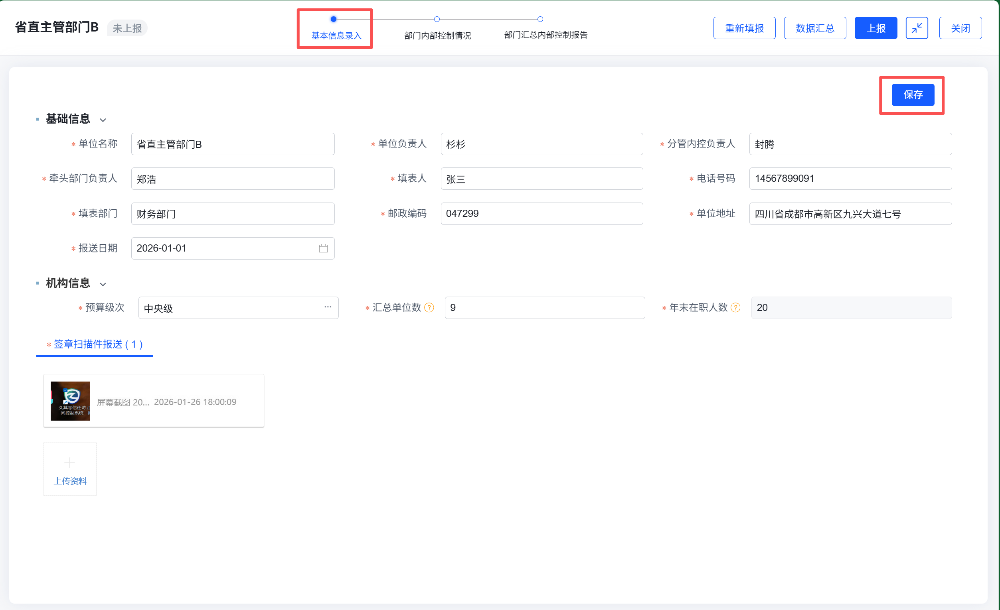 省直主管部门B 未上报
基本信息录入 部门内部控制情况 部门汇总内部控制报告
重新填报 数据汇总 上报 关闭
保存
基础信息
* 单位名称 省直主管部门B * 单位负责人 杉杉 * 分管内控负责人 封腾
* 牵头部门负责人 郑浩 * 填表人 张三 * 电话号码 14567899091
* 填表部门 财务部门 * 邮政编码 047299 * 单位地址 四川省成都市高新区九兴大道七号
* 报送日期 2026-01-01
机构信息
* 预算级次 中央级 ... * 汇总单位数 ? 9 * 年末在职人数 ? 20
* 签章扫描件报送 ( 1 )
久其零信任访
问控制系统
屏幕截图 20... 2026-01-26 18:00:09
上传资料